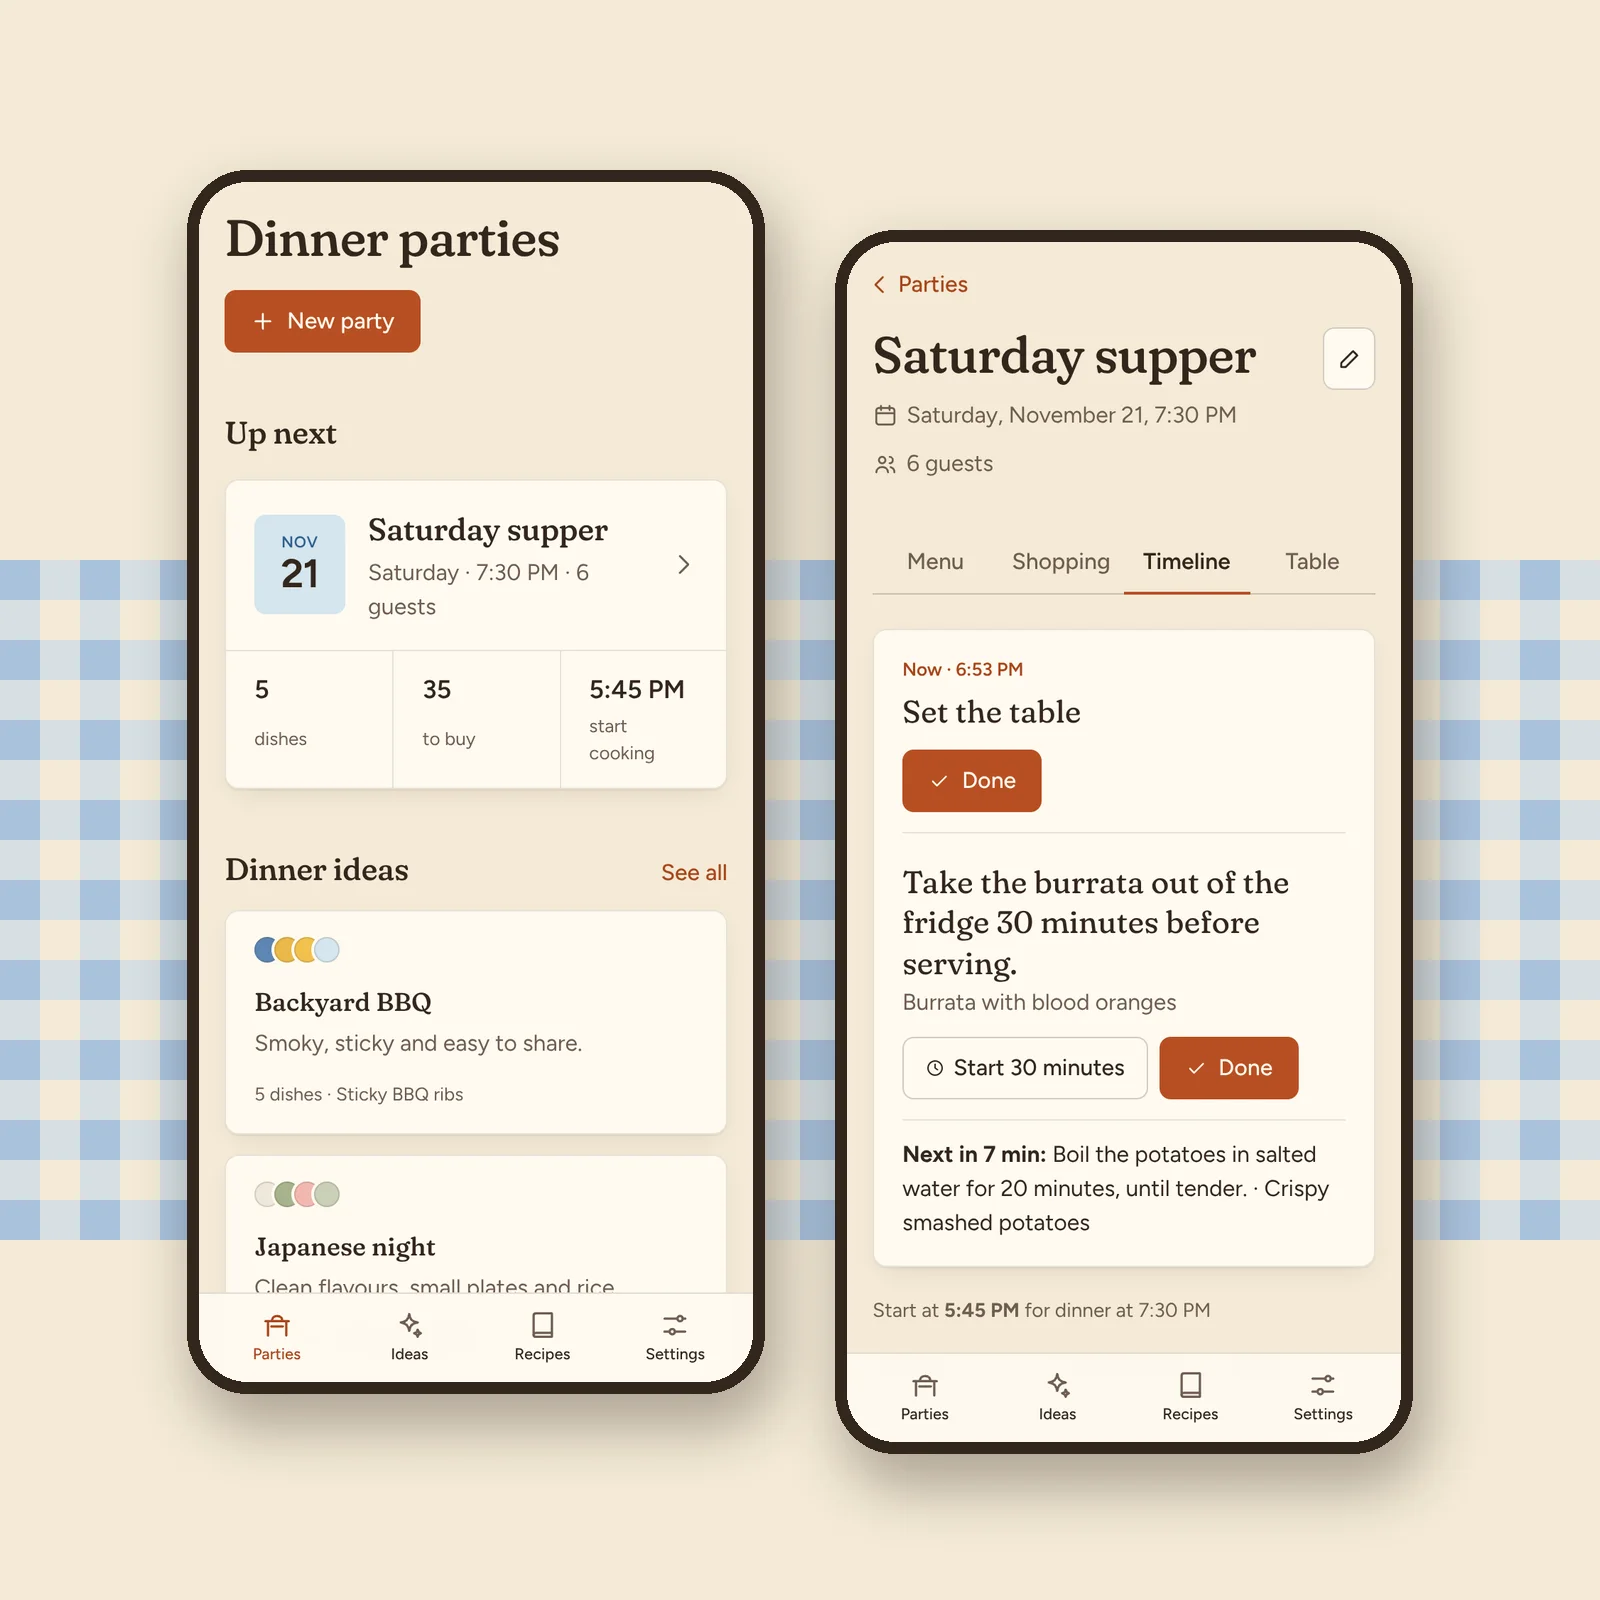 Dinner parties
New party
Up next
NOV
21
Saturday supper
Saturday · 7:30 PM · 6
guests
5
dishes
35
to buy
5:45 PM
start
cooking
Dinner ideas
See all
Backyard BBQ
Smoky, sticky and easy to share.
5 dishes · Sticky BBQ ribs
Japanese night
Clean flavours, small plates and rice
Parties
Ideas
Recipes
Settings
Parties
Saturday supper
Saturday, November 21, 7:30 PM
6 guests
Menu
Shopping
Timeline
Table
Now · 6:53 PM
Set the table
Done
Take the burrata out of the
fridge 30 minutes before
serving.
Burrata with blood oranges
Start 30 minutes
Done
Next in 7 min: Boil the potatoes in salted
water for 20 minutes, until tender. · Crispy
smashed potatoes
Start at 5:45 PM for dinner at 7:30 PM
Parties
Ideas
Recipes
Settings